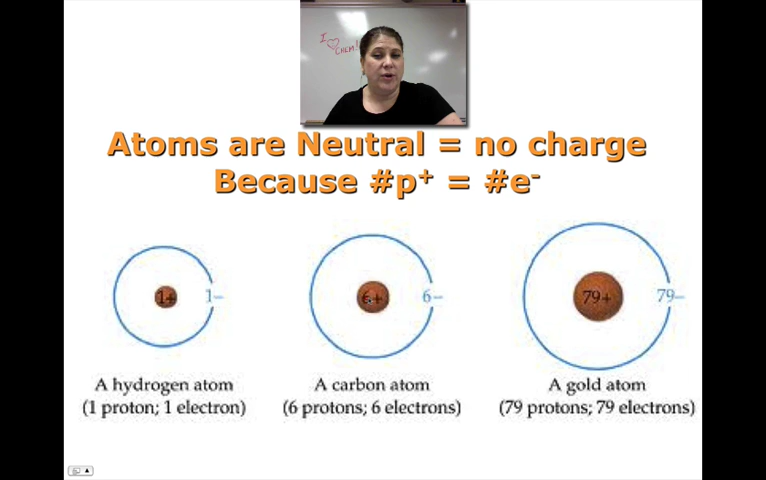 I ♡ CHEM!
Atoms are Neutral = no charge
Because #p⁺ = #e⁻
1+ 1− 6+ 6− 79+ 79−
A hydrogen atom A carbon atom A gold atom
(1 proton; 1 electron) (6 protons; 6 electrons) (79 protons; 79 electrons)